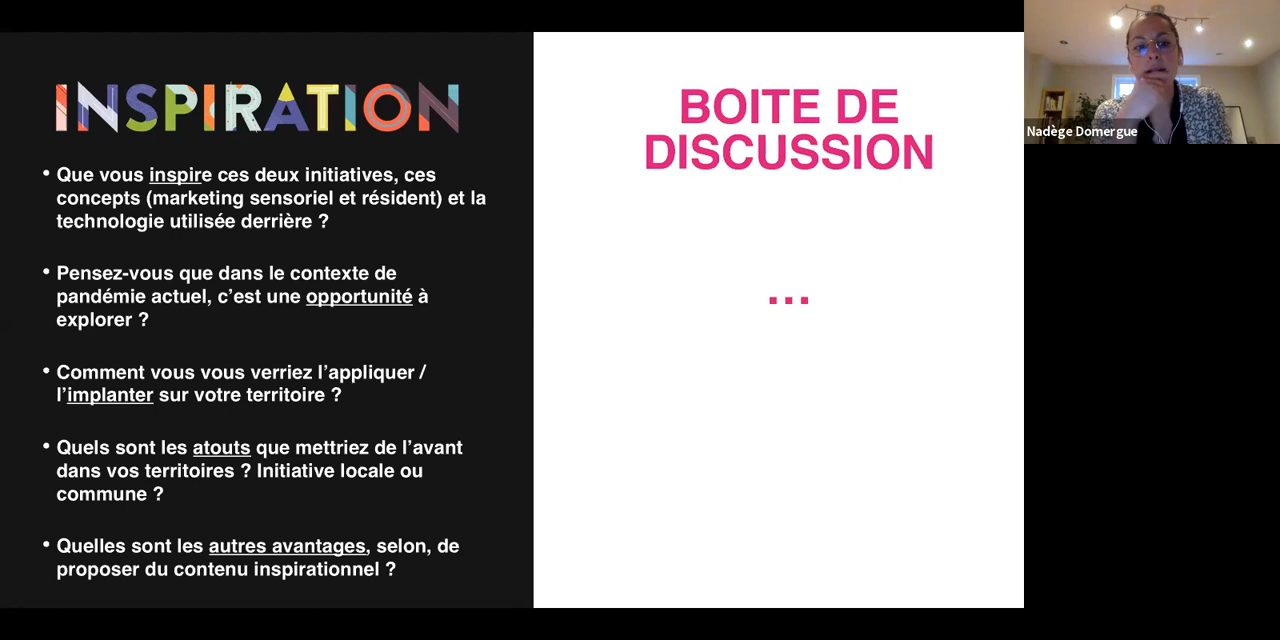 INSPIRATION
• Que vous inspire ces deux initiatives, ces
concepts (marketing sensoriel et résident) et la
technologie utilisée derrière ?
• Pensez-vous que dans le contexte de
pandémie actuel, c’est une opportunité à
explorer ?
• Comment vous vous verriez l’appliquer /
l’implanter sur votre territoire ?
• Quels sont les atouts que mettriez de l’avant
dans vos territoires ? Initiative locale ou
commune ?
• Quelles sont les autres avantages, selon, de
proposer du contenu inspirationnel ?
BOITE DE
DISCUSSION
...
Nadège Domergue